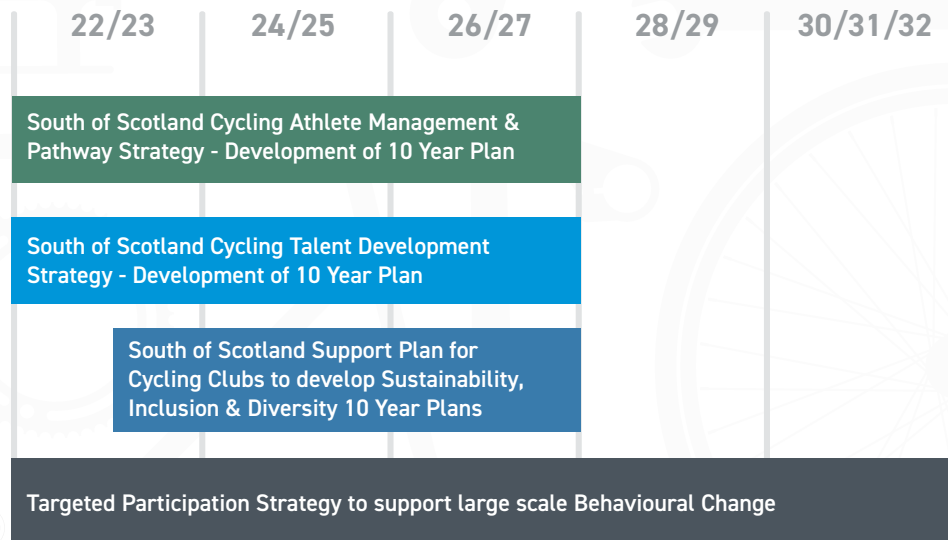 22/23 24/25 26/27 28/29 30/31/32
South of Scotland Cycling Athlete Management &
Pathway Strategy - Development of 10 Year Plan
South of Scotland Cycling Talent Development
Strategy - Development of 10 Year Plan
South of Scotland Support Plan for
Cycling Clubs to develop Sustainability,
Inclusion & Diversity 10 Year Plans
Targeted Participation Strategy to support large scale Behavioural Change